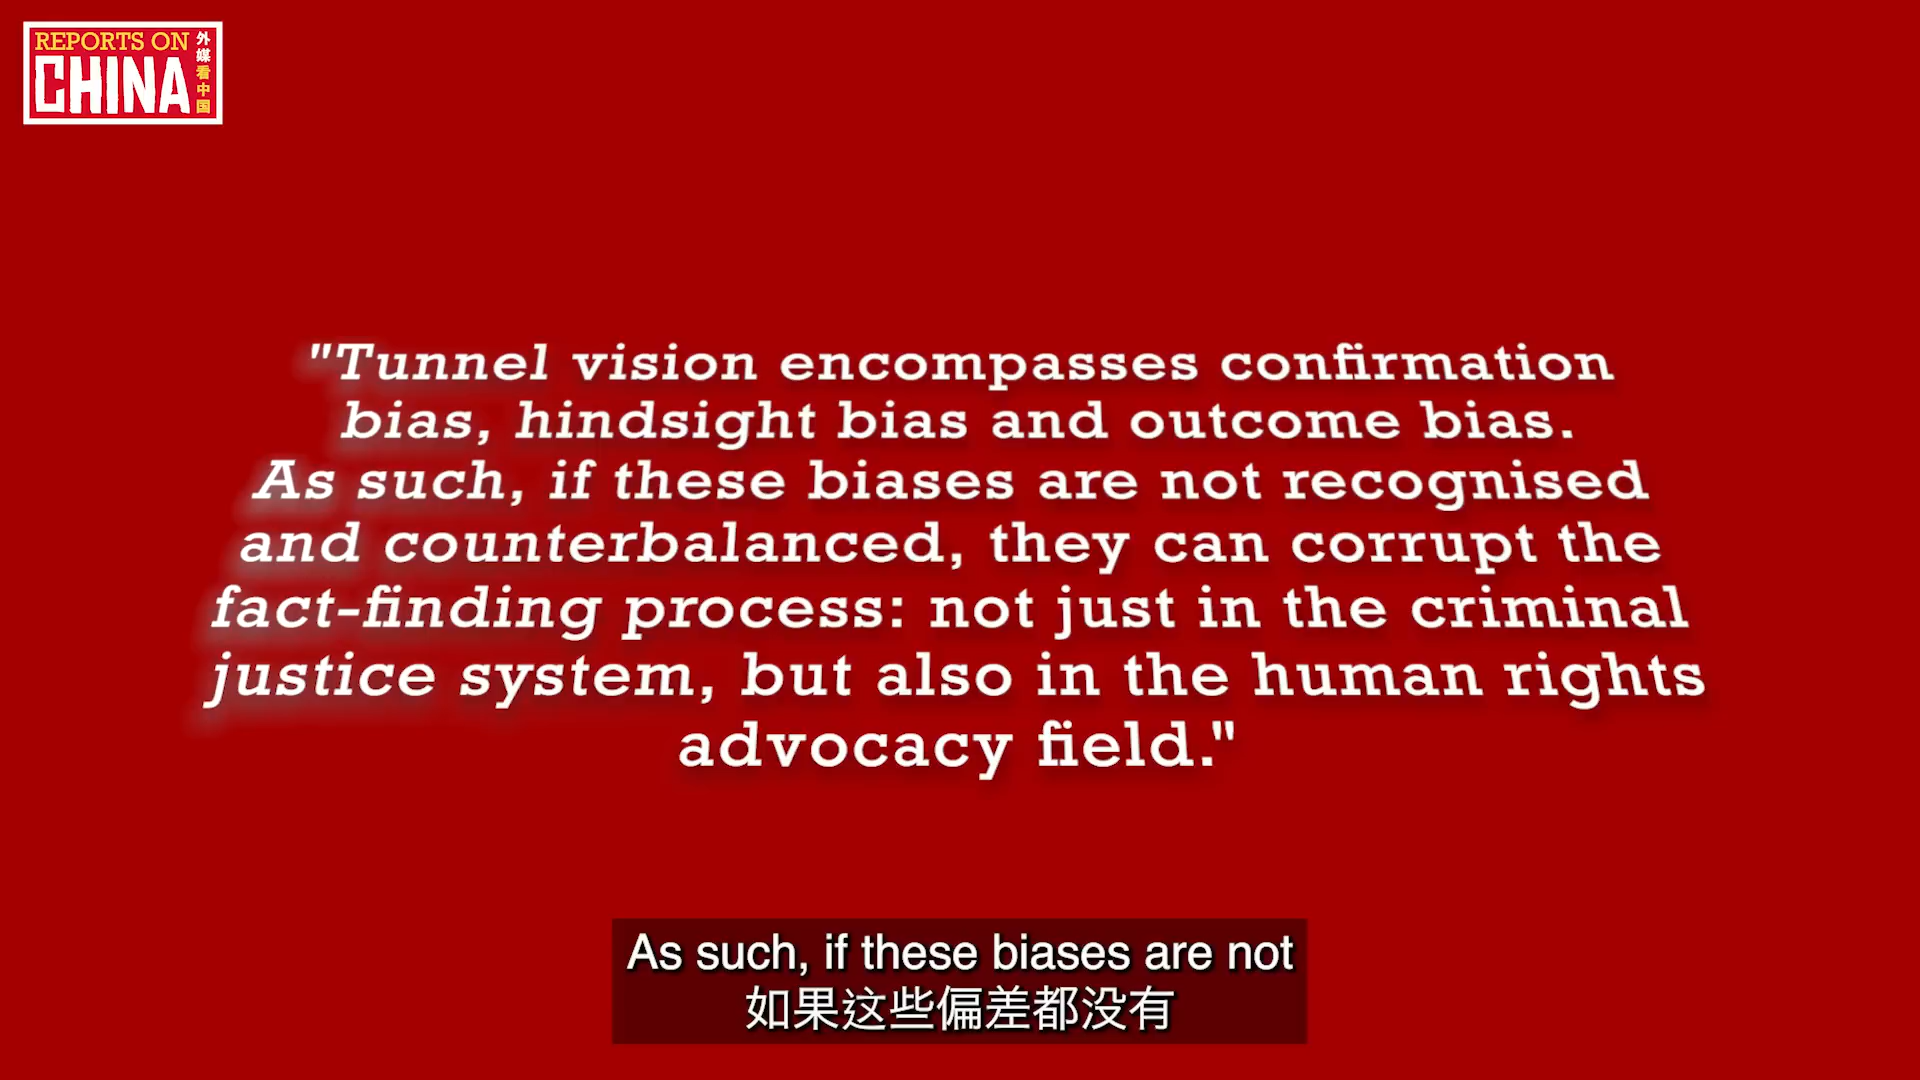 REPORTS ON
CHINA
外媒看中国
"Tunnel vision encompasses confirmation
bias, hindsight bias and outcome bias.
As such, if these biases are not recognised
and counterbalanced, they can corrupt the
fact-finding process: not just in the criminal
justice system, but also in the human rights
advocacy field."
As such, if these biases are not
如果这些偏差都没有